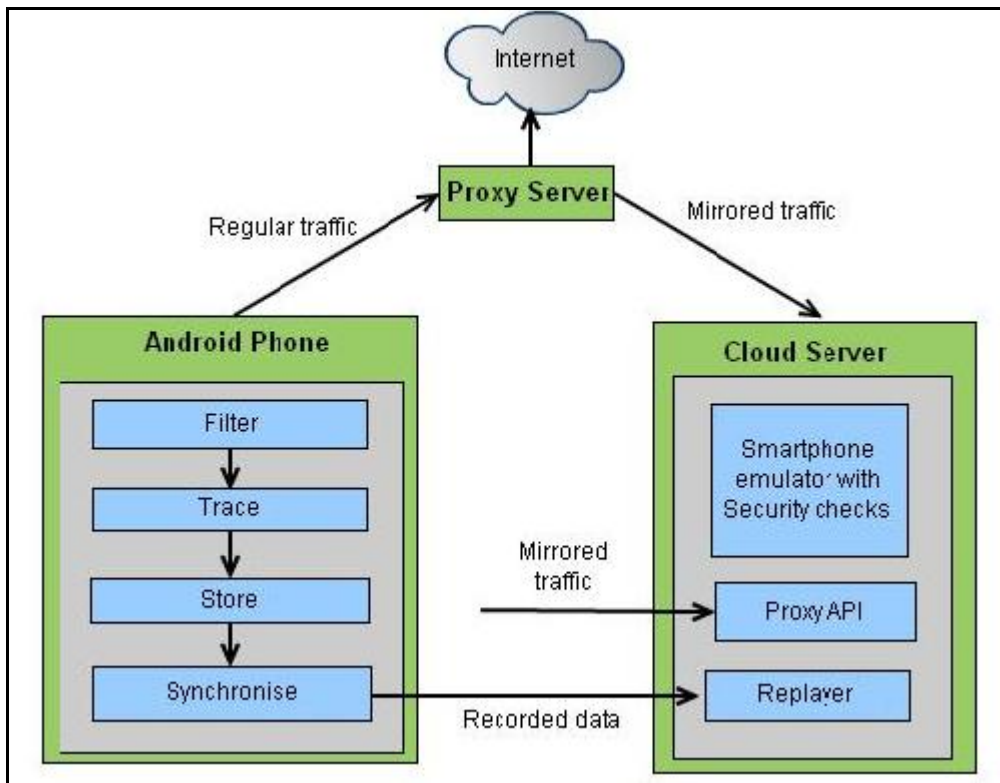 Internet
Proxy Server
Regular traffic
Mirrored traffic
Android Phone
Filter
Trace
Store
Synchronise
Cloud Server
Smartphone
emulator with
Security checks
Mirrored
traffic
Proxy API
Replayer
Recorded data